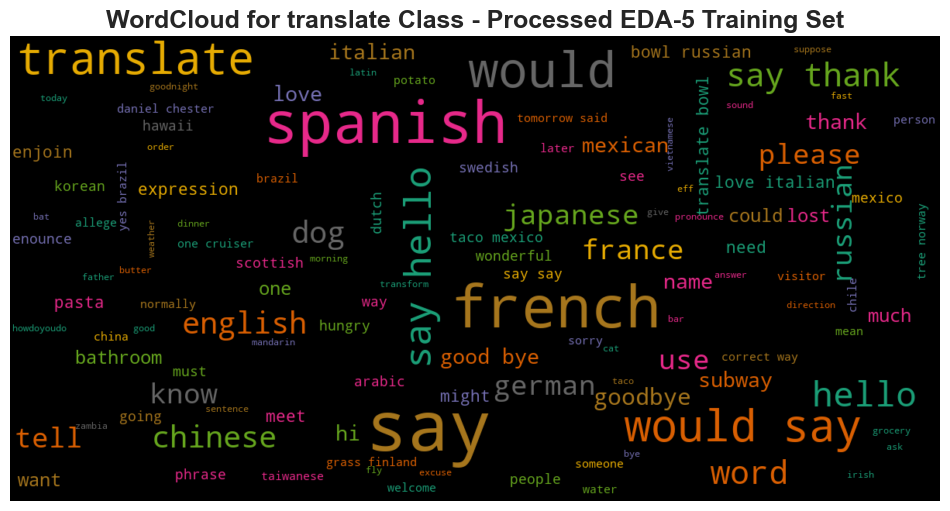 WordCloud for translate Class - Processed EDA-5 Training Set
translate
italian
would
bowl russian
suppose
latin
potato
say thank
goodnight
today
love
daniel chester
hawaii
spanish
tomorrow said
mexican
later
translate bowl
sound
fast
thank
person
vietnamese
enjoin
order
please
korean
yes brazil
expression
brazil
swedish
see
eff
love italian
russian
mexico
dutch
say hello
bat
allege
dinner
japanese
give
pronounce
could
lost
enounce
weather
one cruiser
dog
taco mexico
france
need
tree norway
scottish
morning
wonderful
father
butter
transform
say say
name
answer
visitor
chile
pasta
normally
one
way
french
direction
bar
much
howdoyoudo
good
english
hungry
china
mandarin
sorry
cat
mean
bathroom
must
good bye
use
correct way
know
arabic
might
german
taco
subway
goodbye
hello
going
sentence
meet
zambia
tell
chinese
hi
say
would say
grocery
ask
grass finland
fly
excuse
bye
someone
want
phrase
taiwanese
welcome
people
water
word
irish